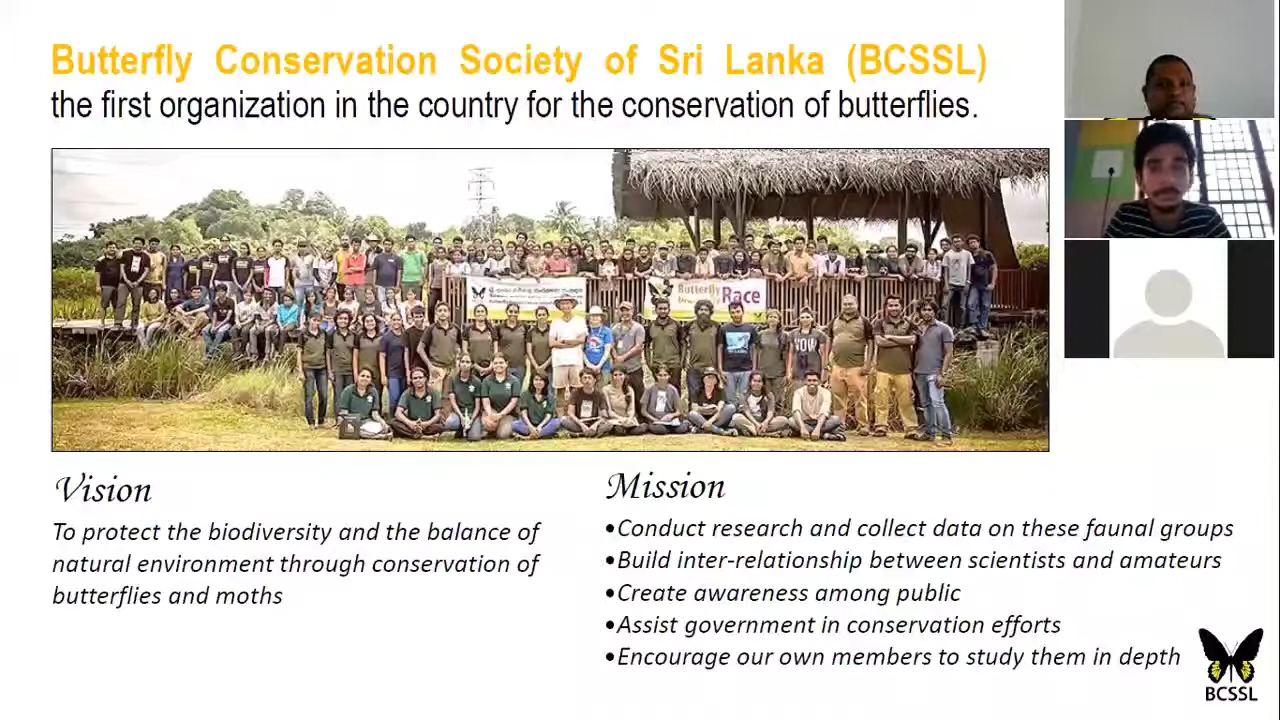 Butterfly Conservation Society of Sri Lanka (BCSSL)
the first organization in the country for the conservation of butterflies.
Butterfly
Race
WOW
Vision
To protect the biodiversity and the balance of
natural environment through conservation of
butterflies and moths
Mission
•Conduct research and collect data on these faunal groups
•Build inter-relationship between scientists and amateurs
•Create awareness among public
•Assist government in conservation efforts
•Encourage our own members to study them in depth
BCSSL